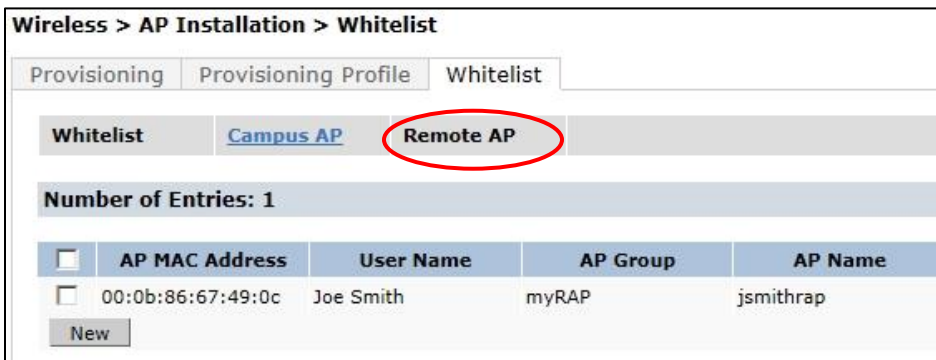 Wireless > AP Installation > Whitelist
Provisioning Provisioning Profile Whitelist
Whitelist Campus AP Remote AP
Number of Entries: 1
AP MAC Address User Name AP Group AP Name
00:0b:86:67:49:0c Joe Smith myRAP jsmithrap
New